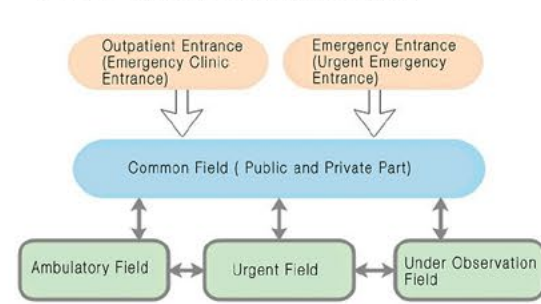 Outpatient Entrance
(Emergency Clinic
Entrance)
Emergency Entrance
(Urgent Emergency
Entrance)
Common Field ( Public and Private Part)
Ambulatory Field
Urgent Field
Under Observation
Field